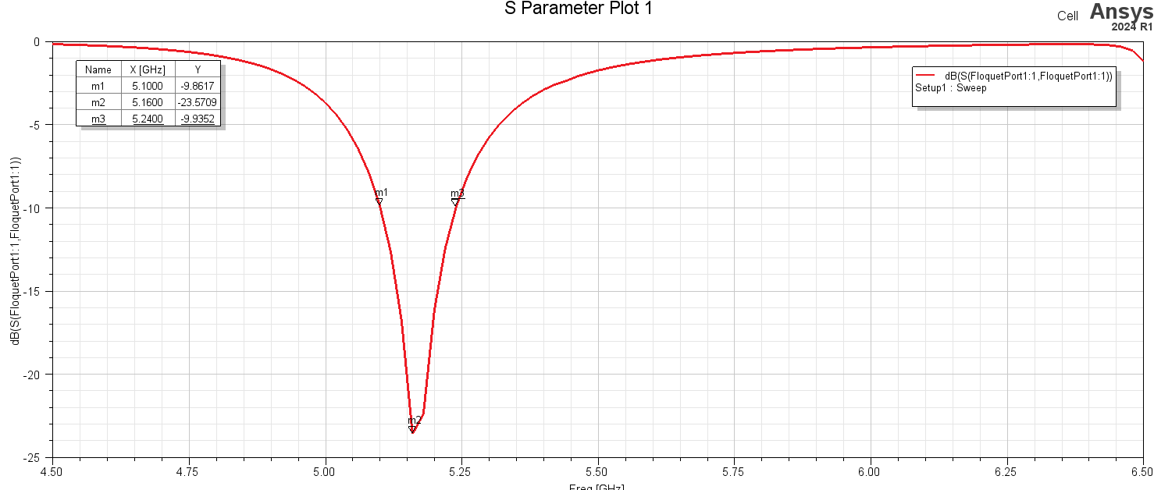 S Parameter Plot 1
Cell Ansys
2024 R1
Name X [GHz] Y
m1 5.1000 -9.8617
m2 5.1600 -23.5709
m3 5.2400 -9.9352
dB(S(FloquetPort1:1,FloquetPort1:1))
Setup1 : Sweep
dB(S(FloquetPort1:1,FloquetPort1:1))
0
-5
-10
-15
-20
-25
m1
m3
m2
4.50 4.75 5.00 5.25 5.50 5.75 6.00 6.25 6.50
Freq [GHz]